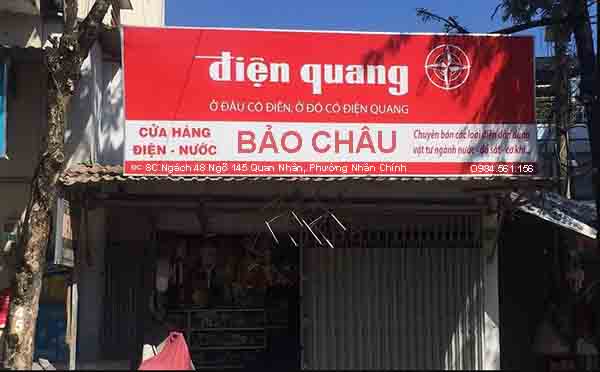 điện quang
Ở ĐÂU CÓ ĐIỆN, Ở ĐÓ CÓ ĐIỆN QUANG
CỬA HÀNG
ĐIỆN - NƯỚC
BẢO CHÂU
Chuyên bán các loại điện dân dụng
vật tư ngành nước - đồ sắt - cơ khí...
ĐC: SC Ngách 48 Ngõ 145 Quan Nhân, Phường Nhân Chính
0984.561.156